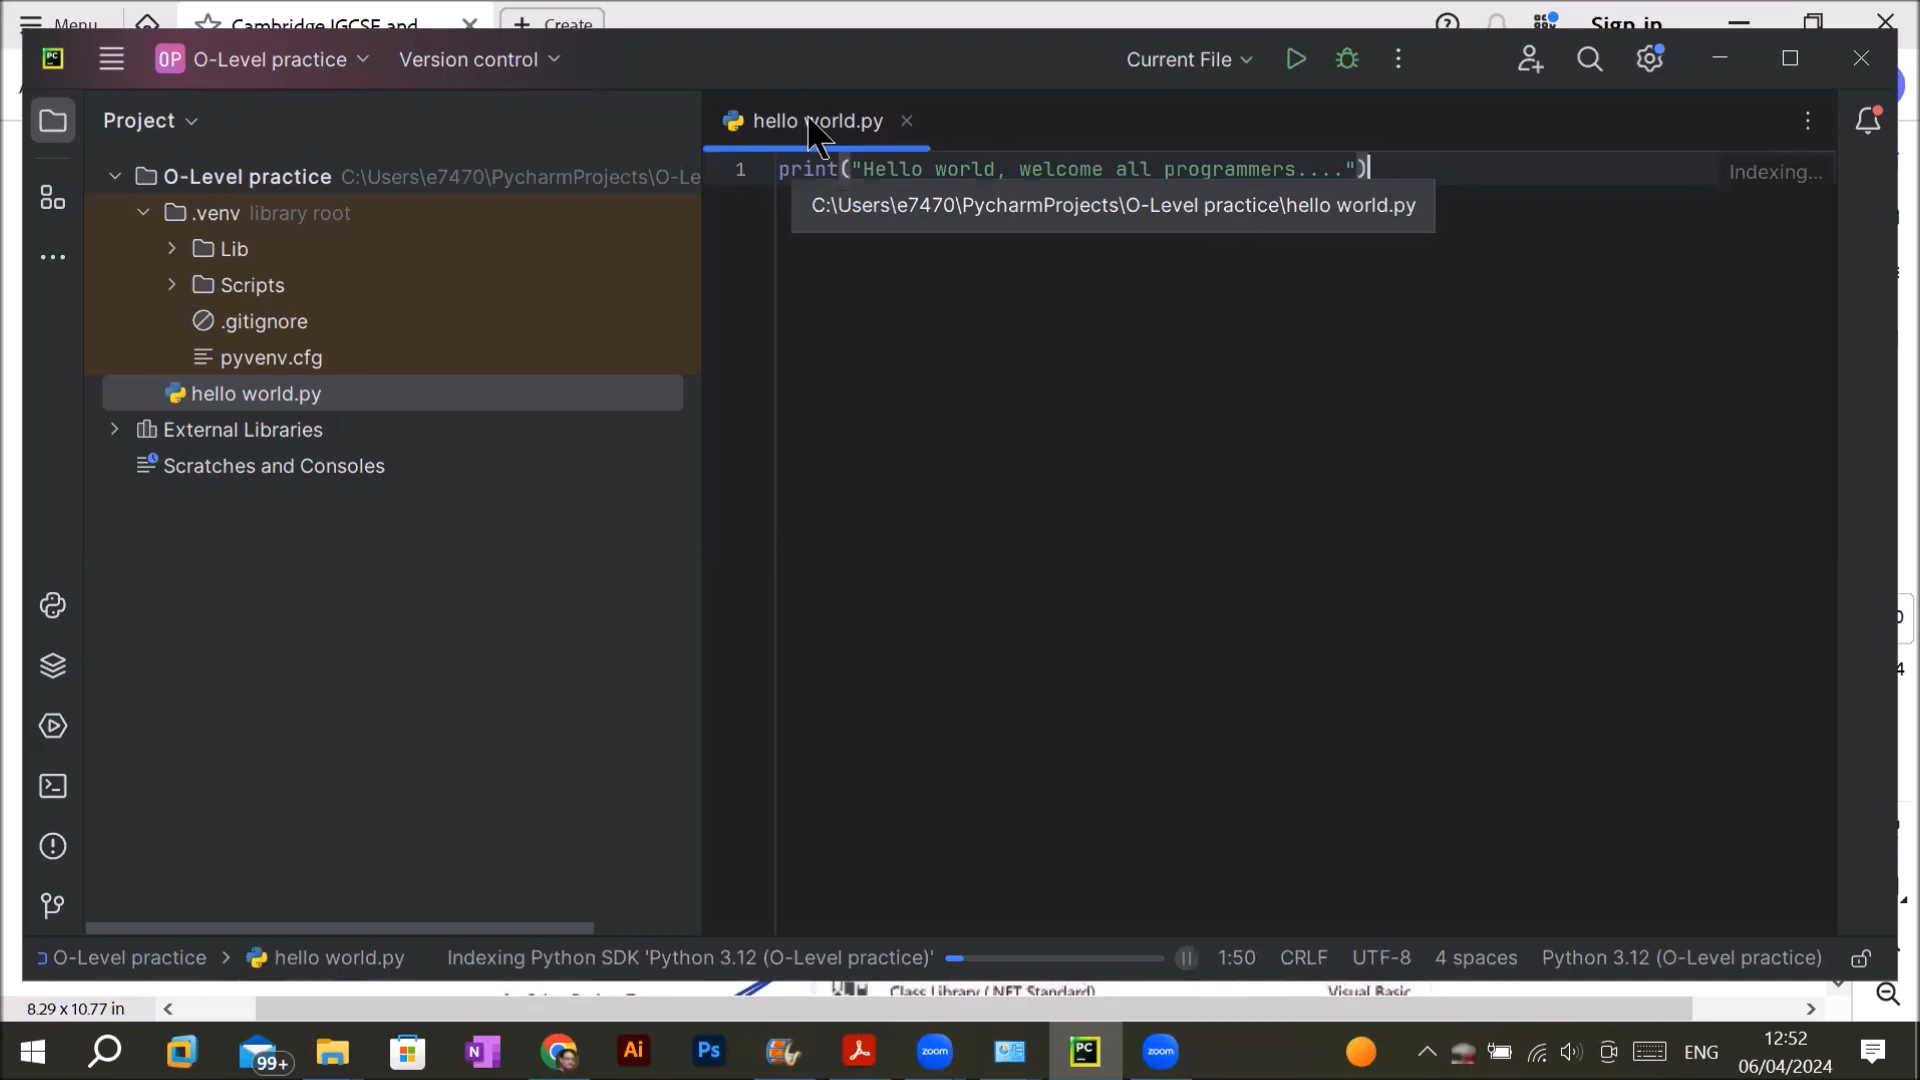 Menu
Cambridge IGCSE and
Create
Sign in
PC
OP O-Level practice
Version control
Current File
Project
hello world.py
O-Level practice C:\Users\e7470\PycharmProjects\O-Le
1 print("Hello world, welcome all programmers....")
Indexing...
C:\Users\e7470\PycharmProjects\O-Level practice\hello world.py
.venv library root
Lib
Scripts
.gitignore
pyvenv.cfg
hello world.py
External Libraries
Scratches and Consoles
O-Level practice > hello world.py
Indexing Python SDK 'Python 3.12 (O-Level practice)'
1:50 CRLF UTF-8 4 spaces Python 3.12 (O-Level practice)
Class Library (.NET Standard)
Visual Basic
8.29 x 10.77 in
99+
N
Ai
Ps
zoom
PC
zoom
ENG
12:52
06/04/2024